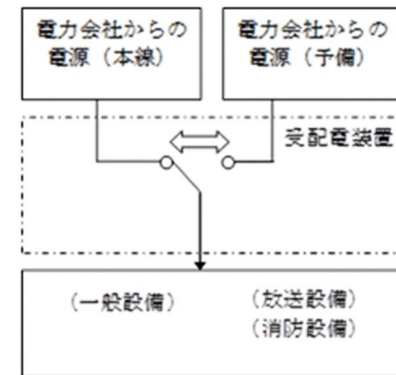 電力会社からの
電源（本線）
電力会社からの
電源（予備）
受配電装置
（一般設備）
（放送設備）
（消防設備）